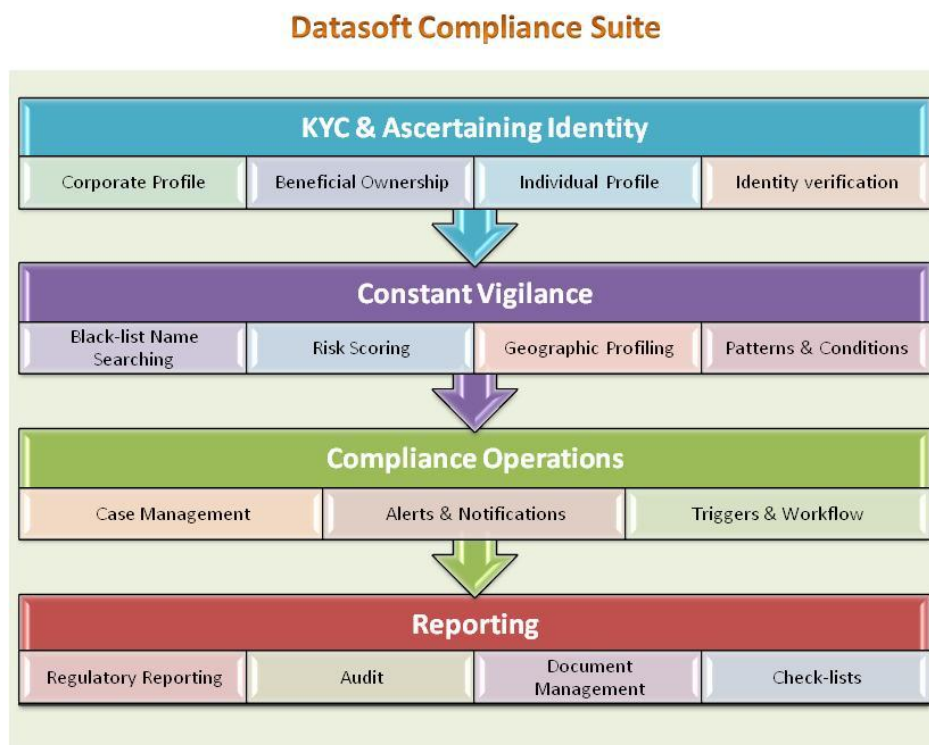 Datasoft Compliance Suite
KYC & Ascertaining Identity
Corporate Profile
Beneficial Ownership
Individual Profile
Identity verification
Constant Vigilance
Black-list Name
Searching
Risk Scoring
Geographic Profiling
Patterns & Conditions
Compliance Operations
Case Management
Alerts & Notifications
Triggers & Workflow
Reporting
Regulatory Reporting
Audit
Document
Management
Check-lists